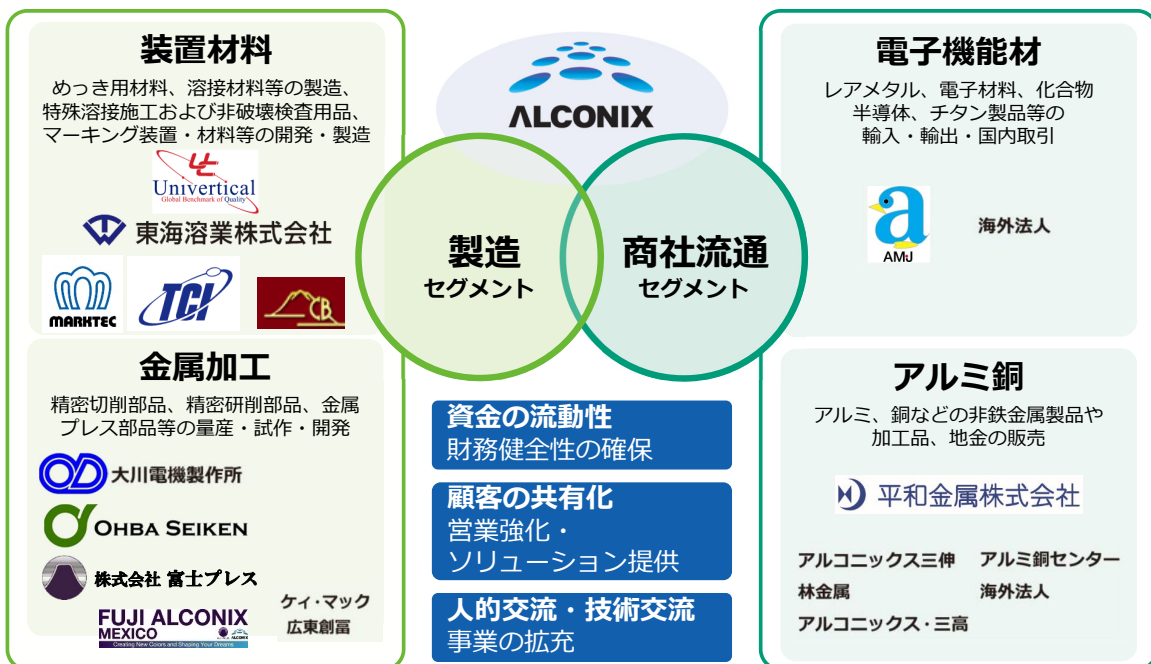 装置材料
めっき用材料、溶接材料等の製造、
特殊溶接施工および非破壊検査用品、
マーキング装置・材料等の開発・製造
Univertical
Global Benchmark of Quality
東海溶業株式会社
MARKTEC
TCI
CB
金属加工
精密切削部品、精密研削部品、金属
プレス部品等の量産・試作・開発
大川電機製作所
OHBA SEIKEN
株式会社 富士プレス
FUJI ALCONIX
MEXICO
ALCONIX
Creating New Colors and Shaping Your Dreams
ケィ・マック
広東創冨
ALCONIX
製造
セグメント
商社流通
セグメント
資金の流動性
財務健全性の確保
顧客の共有化
営業強化・
ソリューション提供
人的交流・技術交流
事業の拡充
電子機能材
レアメタル、電子材料、化合物
半導体、チタン製品等の
輸入・輸出・国内取引
a
AMJ
海外法人
アルミ銅
アルミ、銅などの非鉄金属製品や
加工品、地金の販売
平和金属株式会社
アルコニックス三伸 アルミ銅センター
林金属 海外法人
アルコニックス・三高